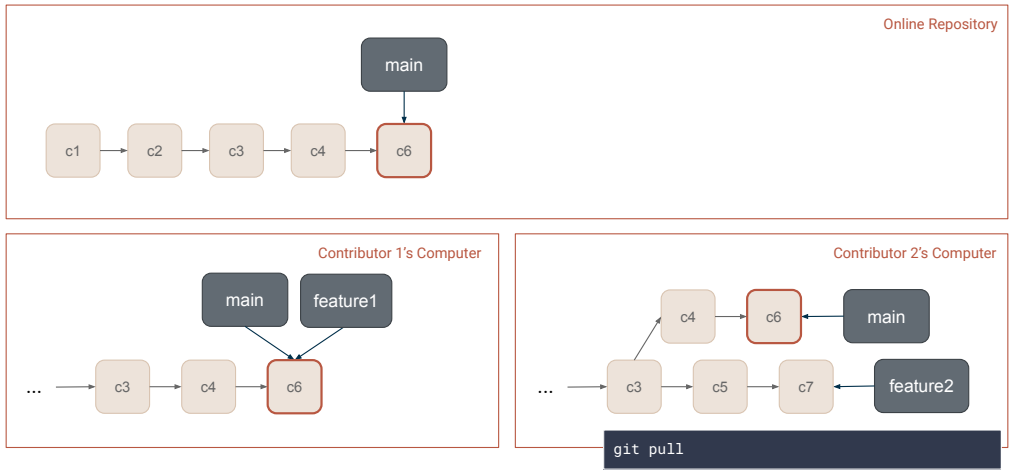 Online Repository
main
c1
c2
c3
c4
c6
Contributor 1's Computer
main
feature1
...
c3
c4
c6
Contributor 2's Computer
c4
c6
main
...
c3
c5
c7
feature2
git pull